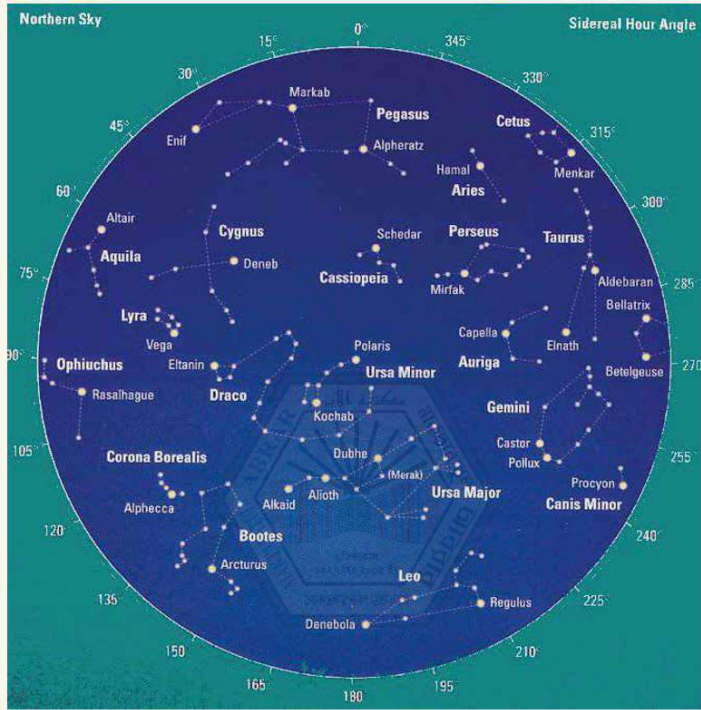 Northern Sky
Sidereal Hour Angle
0°
15°
345°
30°
330°
Markab
Pegasus
Cetus
45°
315°
Enif
Alpheratz
Hamal
Menkar
Aries
60°
300°
Altair
Cygnus
Schedar
Perseus
Taurus
Aquila
Deneb
Cassiopeia
Mirfak
Aldebaran
75°
285°
Bellatrix
Lyra
Vega
Capella
Elnath
Polaris
90°
270°
Ophiuchus
Eltanin
Ursa Minor
Auriga
Betelgeuse
Rasalhague
Draco
Kochab
Gemini
Castor
105°
255°
Corona Borealis
Dubhe
Pollux
(Merak)
Procyon
Alphecca
Alkaid
Alioth
Ursa Major
Canis Minor
120°
240°
Bootes
Arcturus
Leo
135°
225°
Regulus
Denebola
150
210°
165
180
195